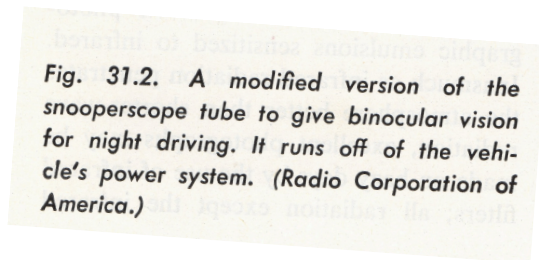 Fig. 31.2. A modified version of the
snooperscope tube to give binocular vision
for night driving. It runs off of the vehi-
cle's power system. (Radio Corporation of
America.)